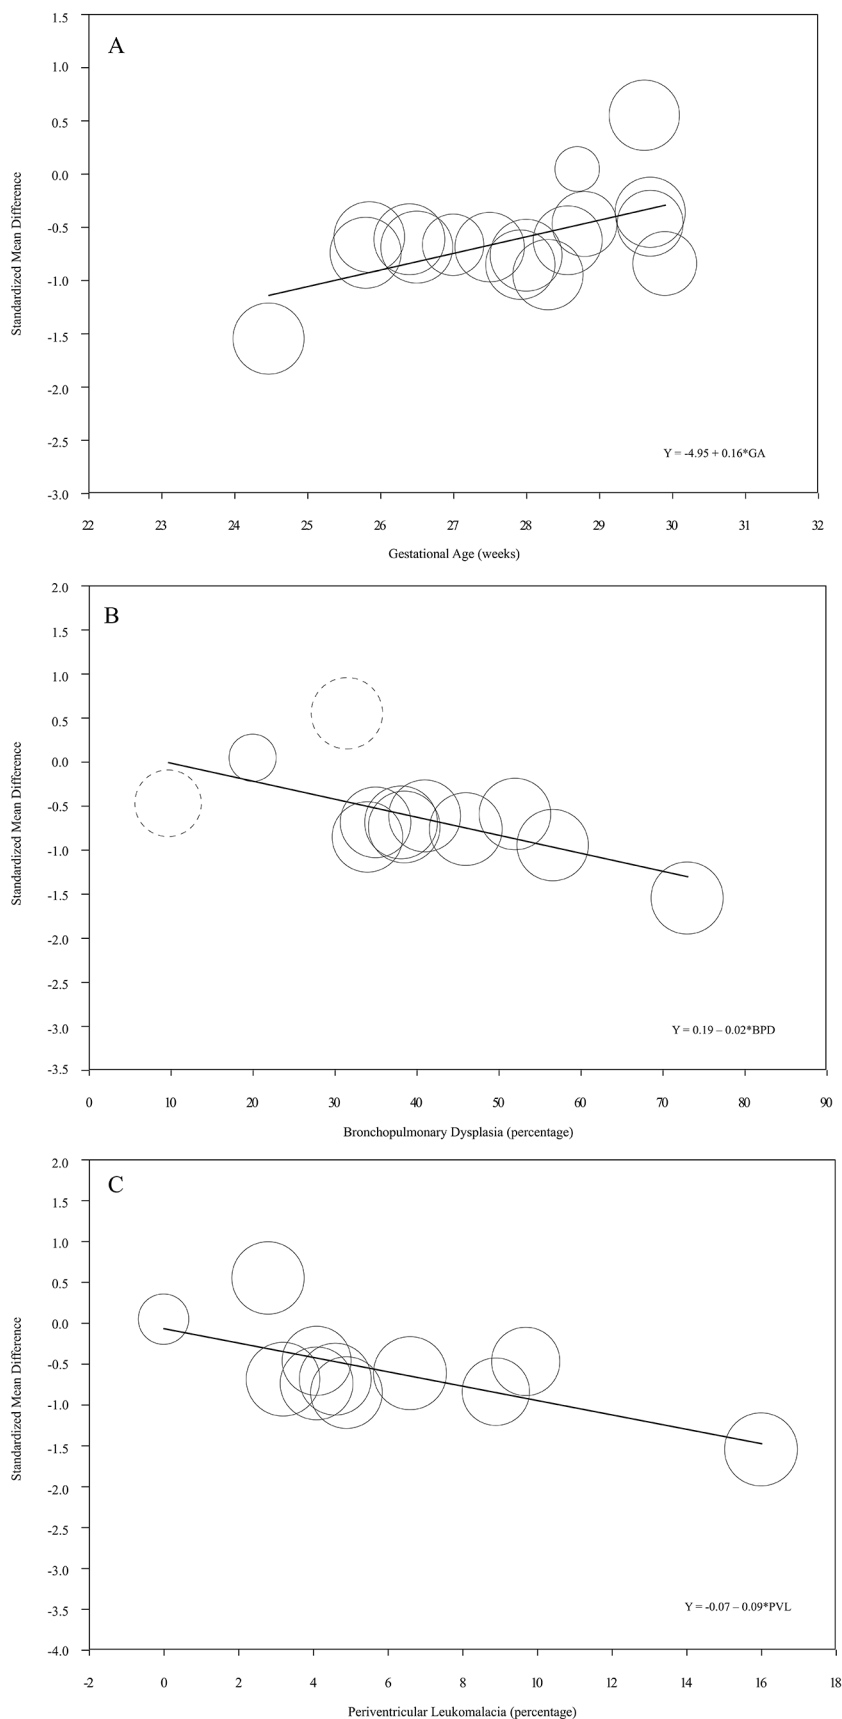 A
1.5
1.0
0.5
0.0
-0.5
-1.0
-1.5
-2.0
-2.5
-3.0
Standardized Mean Difference
Y = -4.95 + 0.16*GA
22 23 24 25 26 27 28 29 30 31 32
Gestational Age (weeks)
B
2.0
1.5
1.0
0.5
0.0
-0.5
-1.0
-1.5
-2.0
-2.5
-3.0
-3.5
Standardized Mean Difference
Y = 0.19 – 0.02*BPD
0 10 20 30 40 50 60 70 80 90
Bronchopulmonary Dysplasia (percentage)
C
2.0
1.5
1.0
0.5
0.0
-0.5
-1.0
-1.5
-2.0
-2.5
-3.0
-3.5
-4.0
Standardized Mean Difference
Y = -0.07 – 0.09*PVL
-2 0 2 4 6 8 10 12 14 16 18
Periventricular Leukomalacia (percentage)